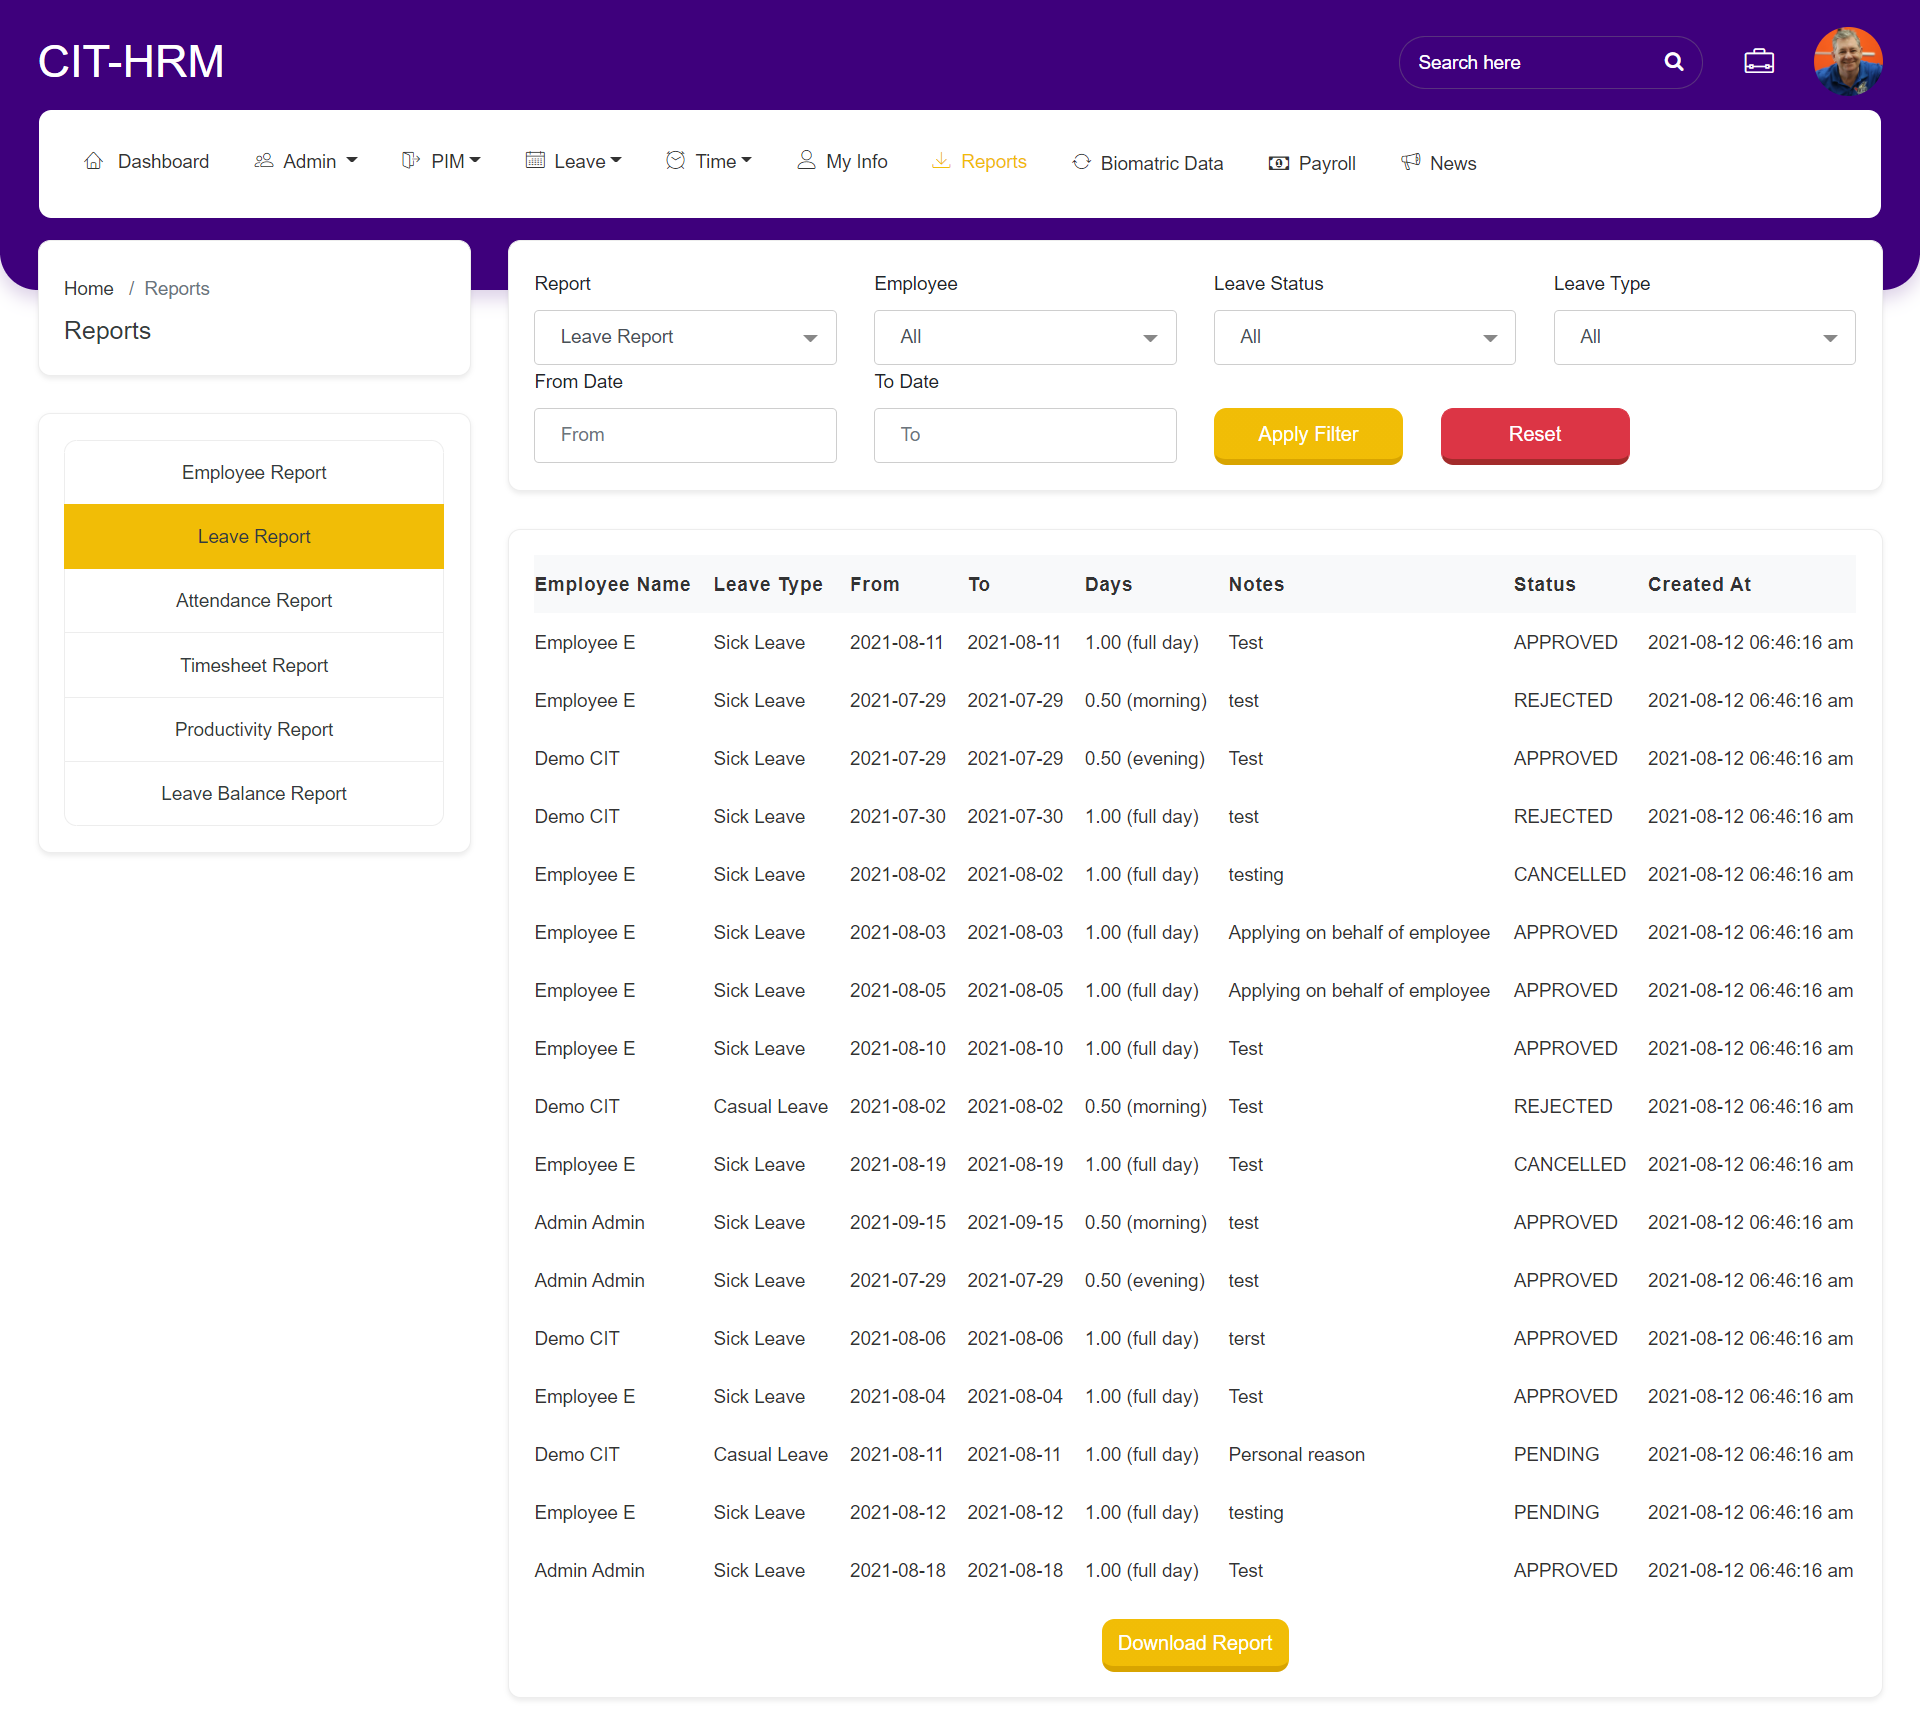 CIT-HRM
Search here
Dashboard Admin PIM Leave Time My Info Reports Biomatric Data Payroll News
Home / Reports
Reports
Employee Report
Leave Report
Attendance Report
Timesheet Report
Productivity Report
Leave Balance Report
Report Employee Leave Status Leave Type
Leave Report All All All
From Date To Date
From To Apply Filter Reset
Employee Name Leave Type From To Days Notes Status Created At
Employee E Sick Leave 2021-08-11 2021-08-11 1.00 (full day) Test APPROVED 2021-08-12 06:46:16 am
Employee E Sick Leave 2021-07-29 2021-07-29 0.50 (morning) test REJECTED 2021-08-12 06:46:16 am
Demo CIT Sick Leave 2021-07-29 2021-07-29 0.50 (evening) Test APPROVED 2021-08-12 06:46:16 am
Demo CIT Sick Leave 2021-07-30 2021-07-30 1.00 (full day) test REJECTED 2021-08-12 06:46:16 am
Employee E Sick Leave 2021-08-02 2021-08-02 1.00 (full day) testing CANCELLED 2021-08-12 06:46:16 am
Employee E Sick Leave 2021-08-03 2021-08-03 1.00 (full day) Applying on behalf of employee APPROVED 2021-08-12 06:46:16 am
Employee E Sick Leave 2021-08-05 2021-08-05 1.00 (full day) Applying on behalf of employee APPROVED 2021-08-12 06:46:16 am
Employee E Sick Leave 2021-08-10 2021-08-10 1.00 (full day) Test APPROVED 2021-08-12 06:46:16 am
Demo CIT Casual Leave 2021-08-02 2021-08-02 0.50 (morning) Test REJECTED 2021-08-12 06:46:16 am
Employee E Sick Leave 2021-08-19 2021-08-19 1.00 (full day) Test CANCELLED 2021-08-12 06:46:16 am
Admin Admin Sick Leave 2021-09-15 2021-09-15 0.50 (morning) test APPROVED 2021-08-12 06:46:16 am
Admin Admin Sick Leave 2021-07-29 2021-07-29 0.50 (evening) test APPROVED 2021-08-12 06:46:16 am
Demo CIT Sick Leave 2021-08-06 2021-08-06 1.00 (full day) terst APPROVED 2021-08-12 06:46:16 am
Employee E Sick Leave 2021-08-04 2021-08-04 1.00 (full day) Test APPROVED 2021-08-12 06:46:16 am
Demo CIT Casual Leave 2021-08-11 2021-08-11 1.00 (full day) Personal reason PENDING 2021-08-12 06:46:16 am
Employee E Sick Leave 2021-08-12 2021-08-12 1.00 (full day) testing PENDING 2021-08-12 06:46:16 am
Admin Admin Sick Leave 2021-08-18 2021-08-18 1.00 (full day) Test APPROVED 2021-08-12 06:46:16 am
Download Report